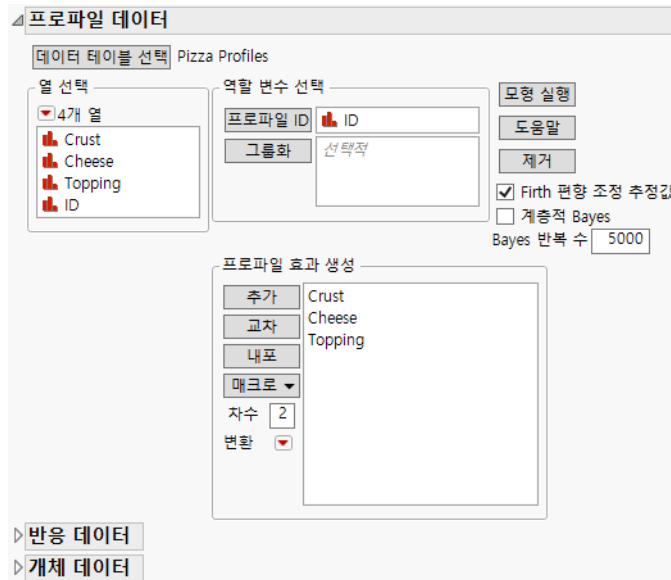 프로파일 데이터
데이터 테이블 선택 Pizza Profiles
열 선택
4개 열
Crust
Cheese
Topping
ID
역할 변수 선택
프로파일 ID ID
그룹화 선택적
모형 실행
도움말
제거
Firth 편향 조정 추정값
계층적 Bayes
Bayes 반복 수 5000
프로파일 효과 생성
추가
교차
내포
매크로
차수 2
변환
Crust
Cheese
Topping
반응 데이터
개체 데이터